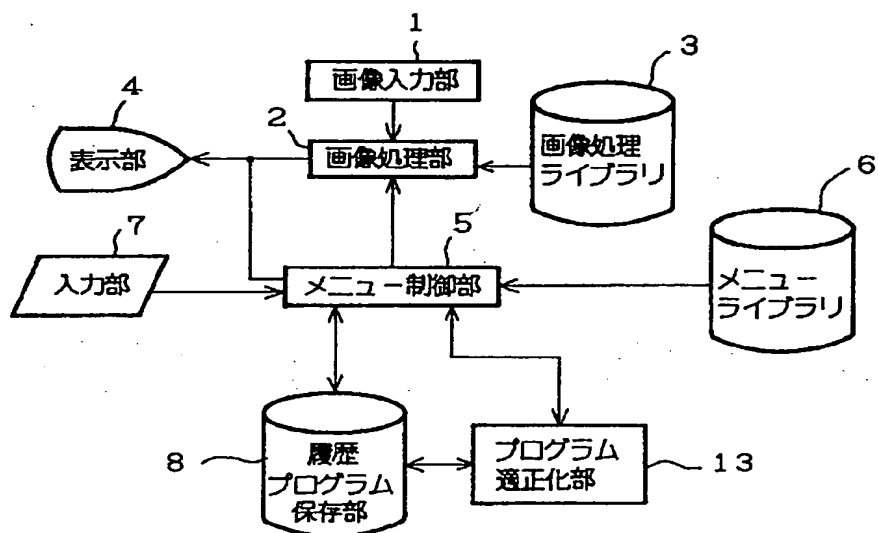 1
画像入力部
3
4
2
表示部
画像処理部
画像処理
ライブラリ
6
7
5
入力部
メニュー制御部
メニュー
ライブラリ
8
履歴
プログラム
保存部
プログラム
適正化部
13